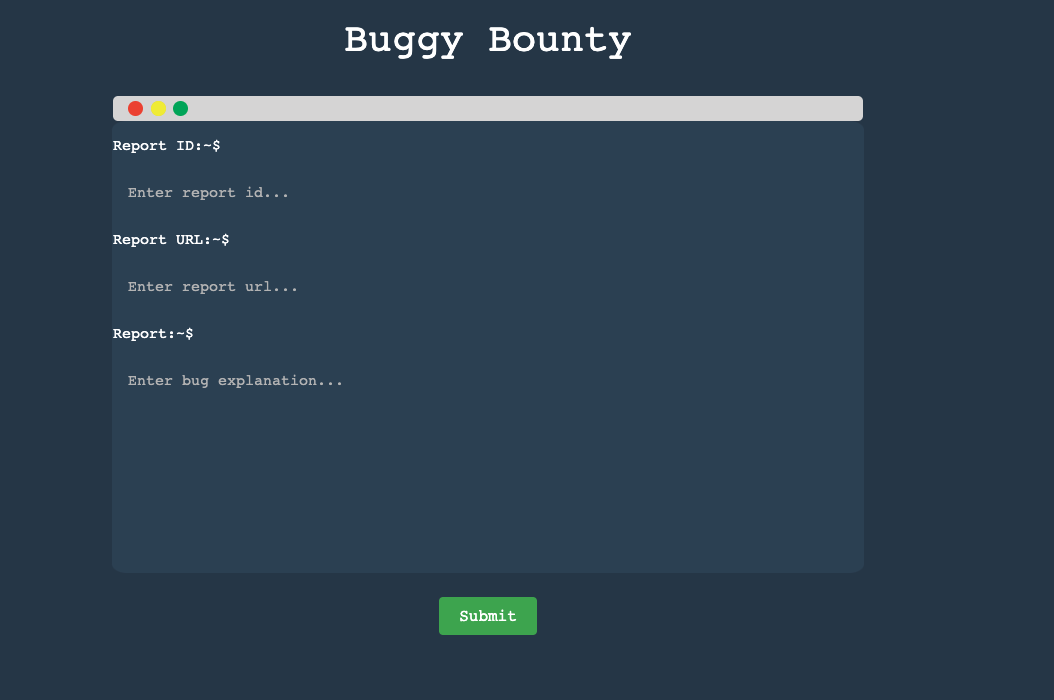 Buggy Bounty
Report ID:~$
Enter report id...
Report URL:~$
Enter report url...
Report:~$
Enter bug explanation...
Submit